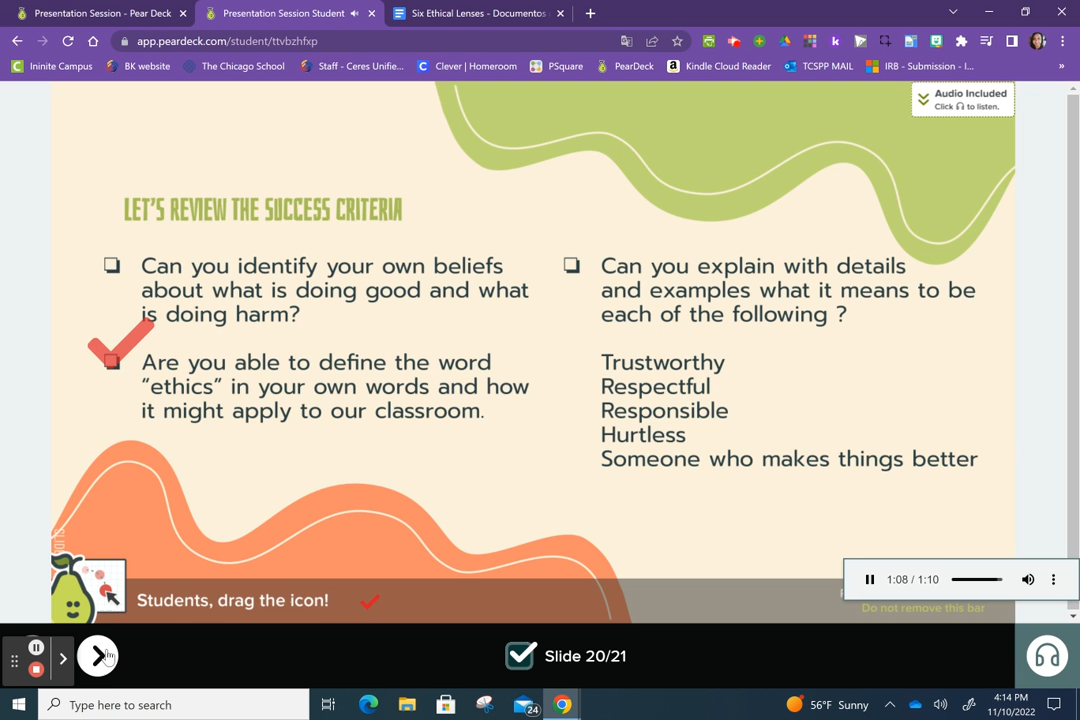 Presentation Session - Pear Deck
Presentation Session Student
Six Ethical Lenses - Documentos
app.peardeck.com/student/ttvbzhfxp
Ininite Campus
BK website
The Chicago School
Staff - Ceres Unifie...
Clever | Homeroom
PSquare
PearDeck
Kindle Cloud Reader
TCSPP MAIL
IRB - Submission - I...
»
Audio Included
Click to listen.
LET'S REVIEW THE SUCCESS CRITERIA
Can you identify your own beliefs
about what is doing good and what
is doing harm?
Are you able to define the word
“ethics” in your own words and how
it might apply to our classroom.
Can you explain with details
and examples what it means to be
each of the following ?
Trustworthy
Respectful
Responsible
Hurtless
Someone who makes things better
Students, drag the icon!
1:08 / 1:10
Do not remove this bar
Slide 20/21
Type here to search
24
56°F Sunny
4:14 PM
11/10/2022